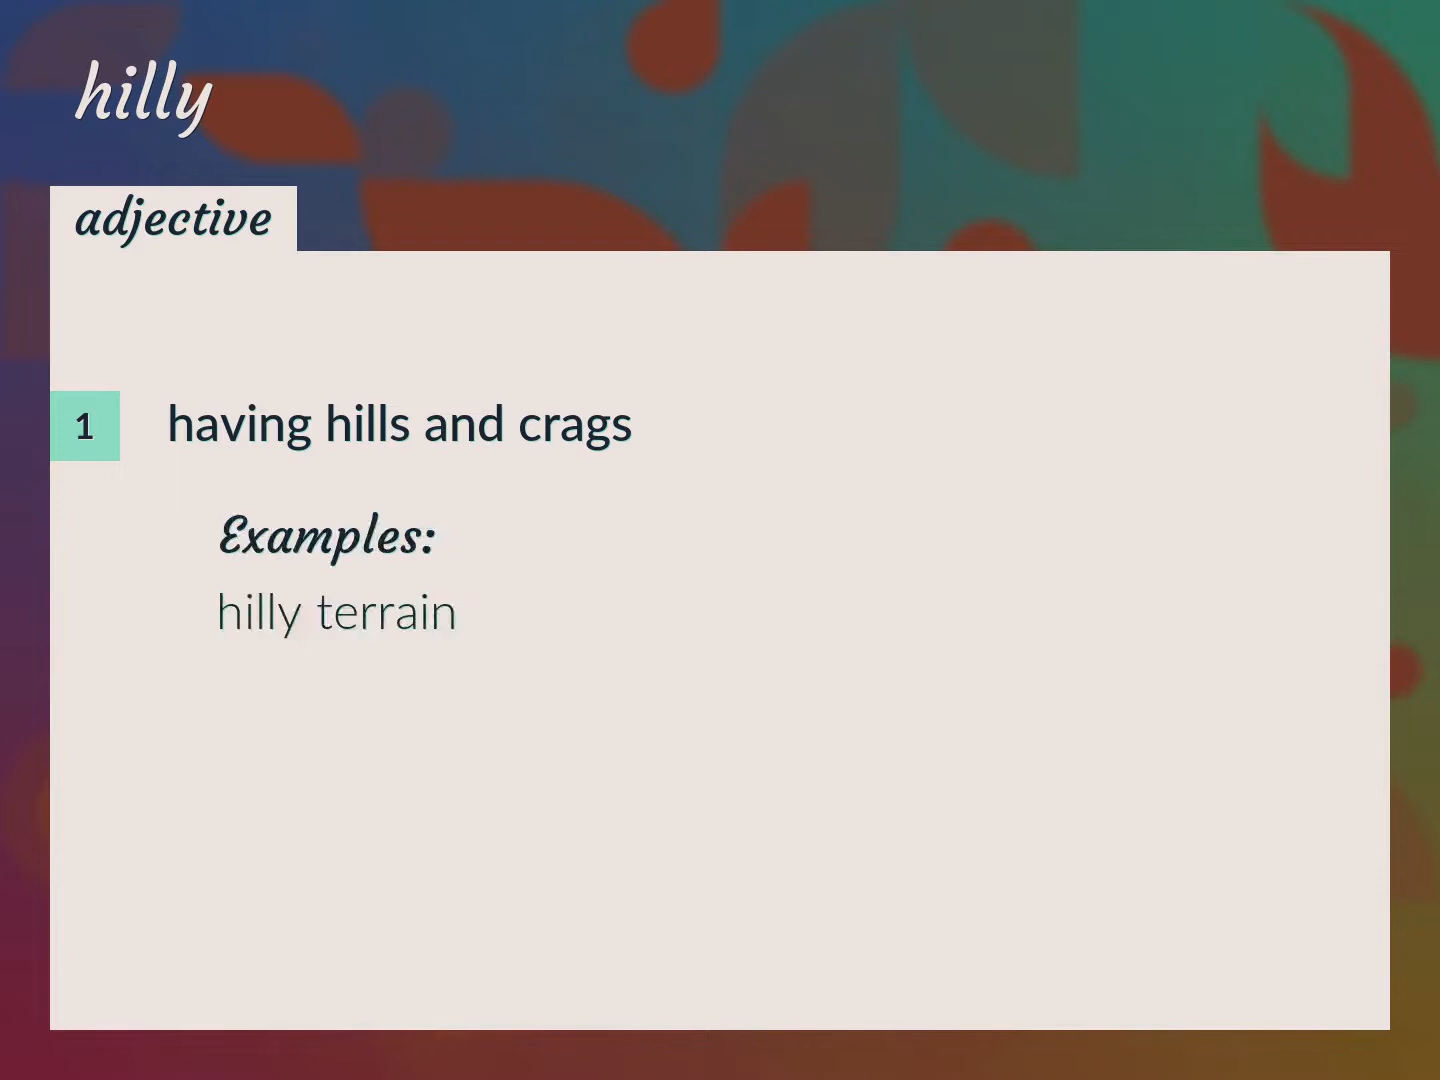 hilly
adjective
1 having hills and crags
Examples:
hilly terrain